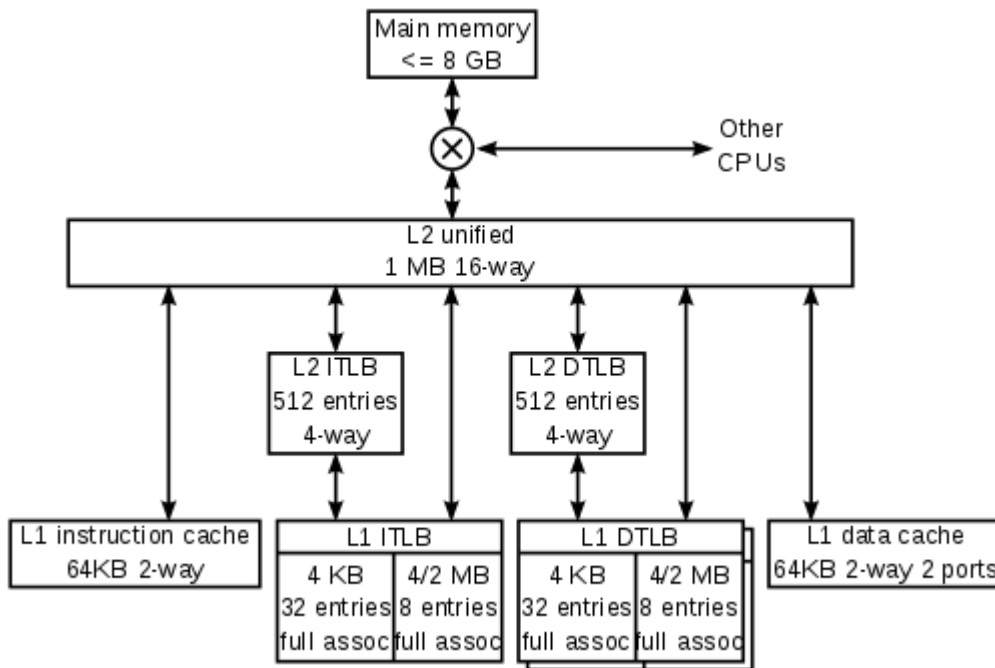 Main memory
<= 8 GB
Other
CPUs
L2 unified
1 MB 16-way
L2 ITLB
512 entries
4-way
L2 DTLB
512 entries
4-way
L1 instruction cache
64KB 2-way
L1 ITLB
4 KB
32 entries
full assoc
4/2 MB
8 entries
full assoc
L1 DTLB
4 KB
32 entries
full assoc
4/2 MB
8 entries
full assoc
L1 data cache
64KB 2-way 2 ports